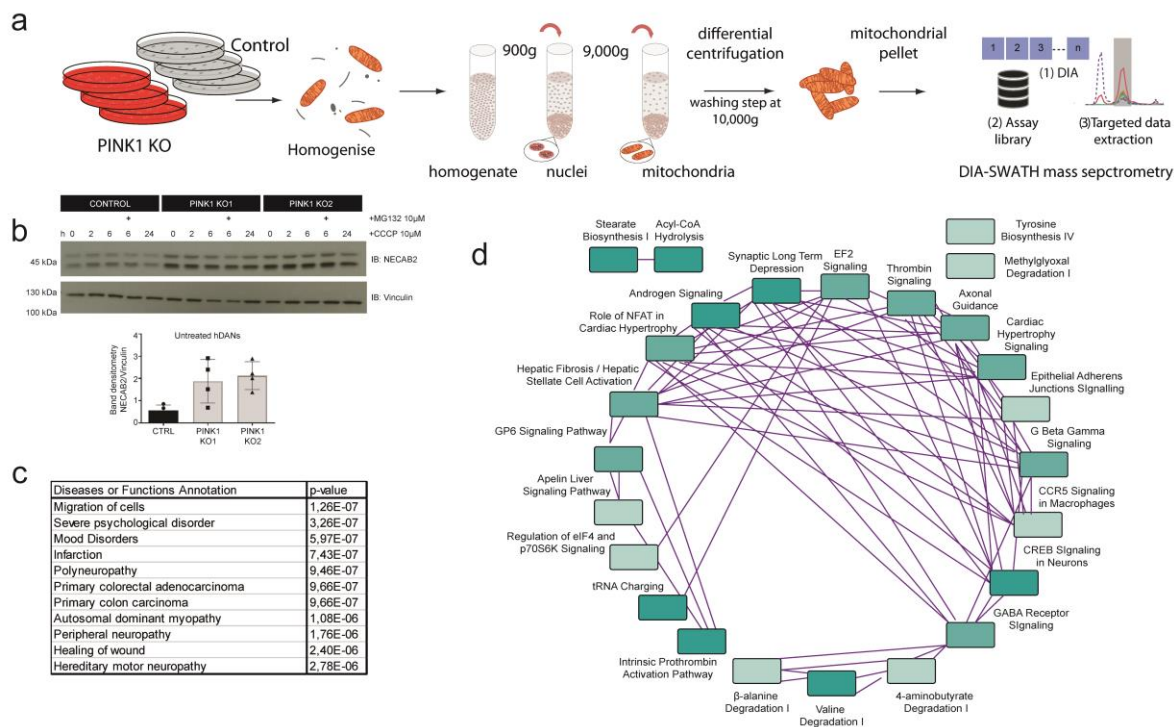 a
Control
PINK1 KO
Homogenise
900g
9,000g
homogenate
nuclei
mitochondria
differential
centrifugation
washing step at
10,000g
mitochondrial
pellet
1 2 3 n
(1) DIA
(2) Assay
library
(3)Targeted data
extraction
DIA-SWATH mass sepctrometry
b
CONTROL PINK1 KO1 PINK1 KO2
+ + + +MG132 10µM
h 0 2 6 6 24 0 2 6 6 24 0 2 6 6 24 +CCCP 10µM
45 kDa
IB: NECAB2
130 kDa
100 kDa
IB: Vinculin
Untreated hDANs
Band densitometry
NECAB2/Vinculin
4
3
2
1
0
CTRL
PINK1
KO1
PINK1
KO2
c
Diseases or Functions Annotation p-value
Migration of cells 1,26E-07
Severe psychological disorder 3,26E-07
Mood Disorders 5,97E-07
Infarction 7,43E-07
Polyneuropathy 9,46E-07
Primary colorectal adenocarcinoma 9,66E-07
Primary colon carcinoma 9,66E-07
Autosomal dominant myopathy 1,08E-06
Peripheral neuropathy 1,76E-06
Healing of wound 2,40E-06
Hereditary motor neuropathy 2,78E-06
d
Stearate
Biosynthesis I
Acyl-CoA
Hydrolysis
Tyrosine
Biosynthesis IV
Methylglyoxal
Degradation I
Synaptic Long Term
Depression
EF2
Signaling
Thrombin
Signaling
Axonal
Guidance
Cardiac
Hypertrophy
Signaling
Epithelial Adherens
Junctions SIgnalling
G Beta Gamma
Signaling
CCR5 Signaling
in Macrophages
CREB SIgnaling
in Neurons
GABA Receptor
SIgnaling
4-aminobutyrate
Degradation I
Valine
Degradation I
β-alanine
Degradation I
Intrinsic Prothrombin
Activation Pathway
tRNA Charging
Regulation of eIF4 and
p70S6K Signaling
Apelin Liver
Signaling Pathway
GP6 Signaling Pathway
Hepatic Fibrosis / Hepatic
Stellate Cell Activation
Role of NFAT in
Cardiac Hypertrophy
Androgen Signaling